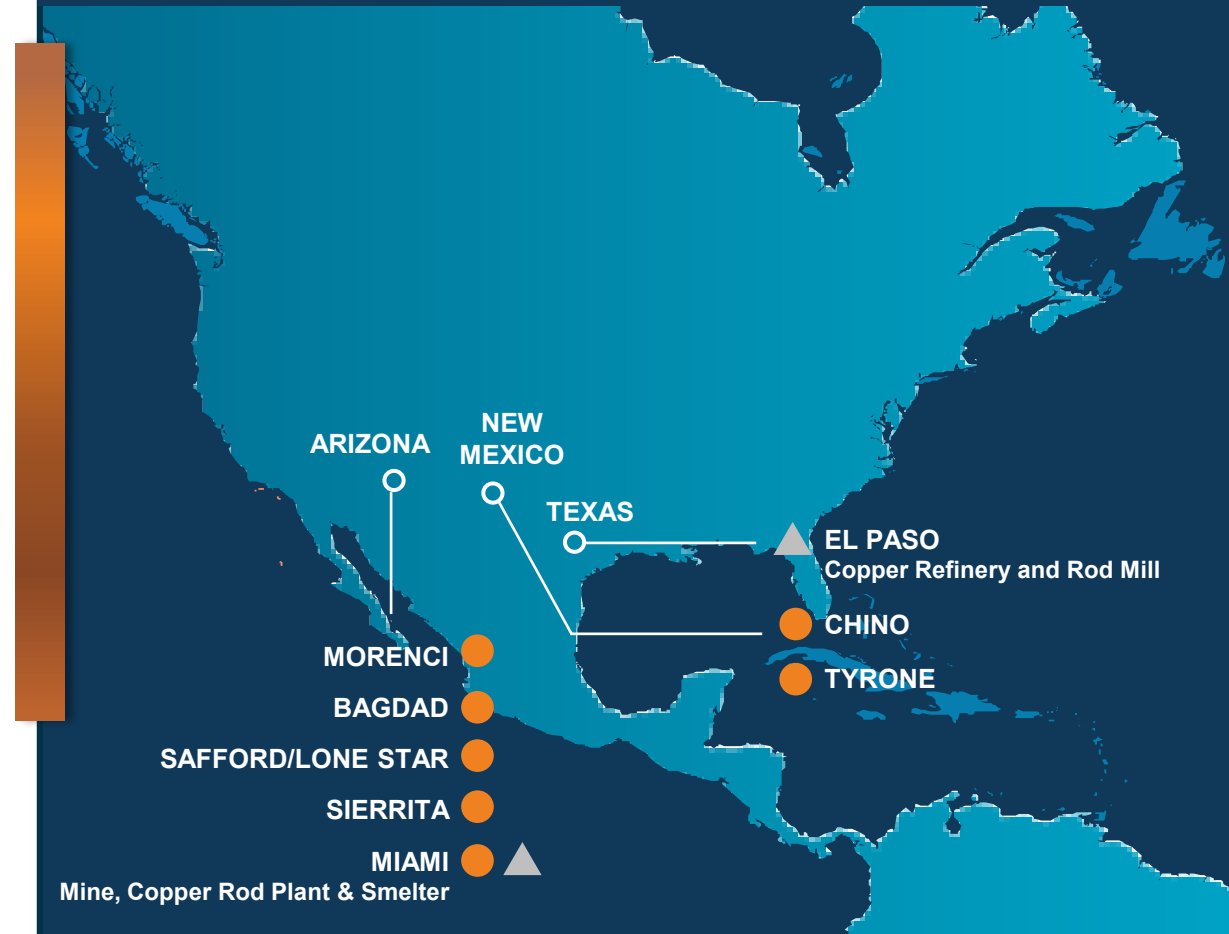 ARIZONA
NEW
MEXICO
TEXAS
EL PASO
Copper Refinery and Rod Mill
CHINO
TYRONE
MORENCI
BAGDAD
SAFFORD/LONE STAR
SIERRITA
MIAMI
Mine, Copper Rod Plant & Smelter